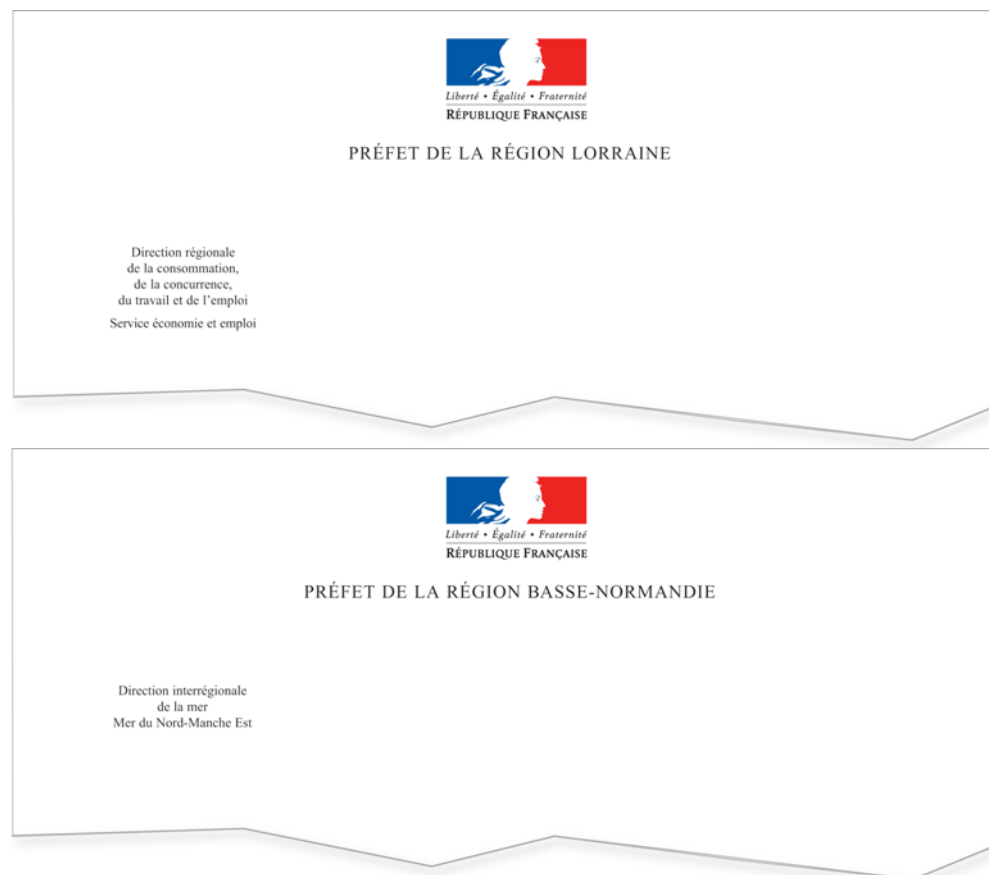 Liberté • Égalité • Fraternité
RÉPUBLIQUE FRANÇAISE
PRÉFET DE LA RÉGION LORRAINE
Direction régionale
de la consommation,
de la concurrence,
du travail et de l’emploi
Service économie et emploi
Liberté • Égalité • Fraternité
RÉPUBLIQUE FRANÇAISE
PRÉFET DE LA RÉGION BASSE-NORMANDIE
Direction interrégionale
de la mer
Mer du Nord-Manche Est